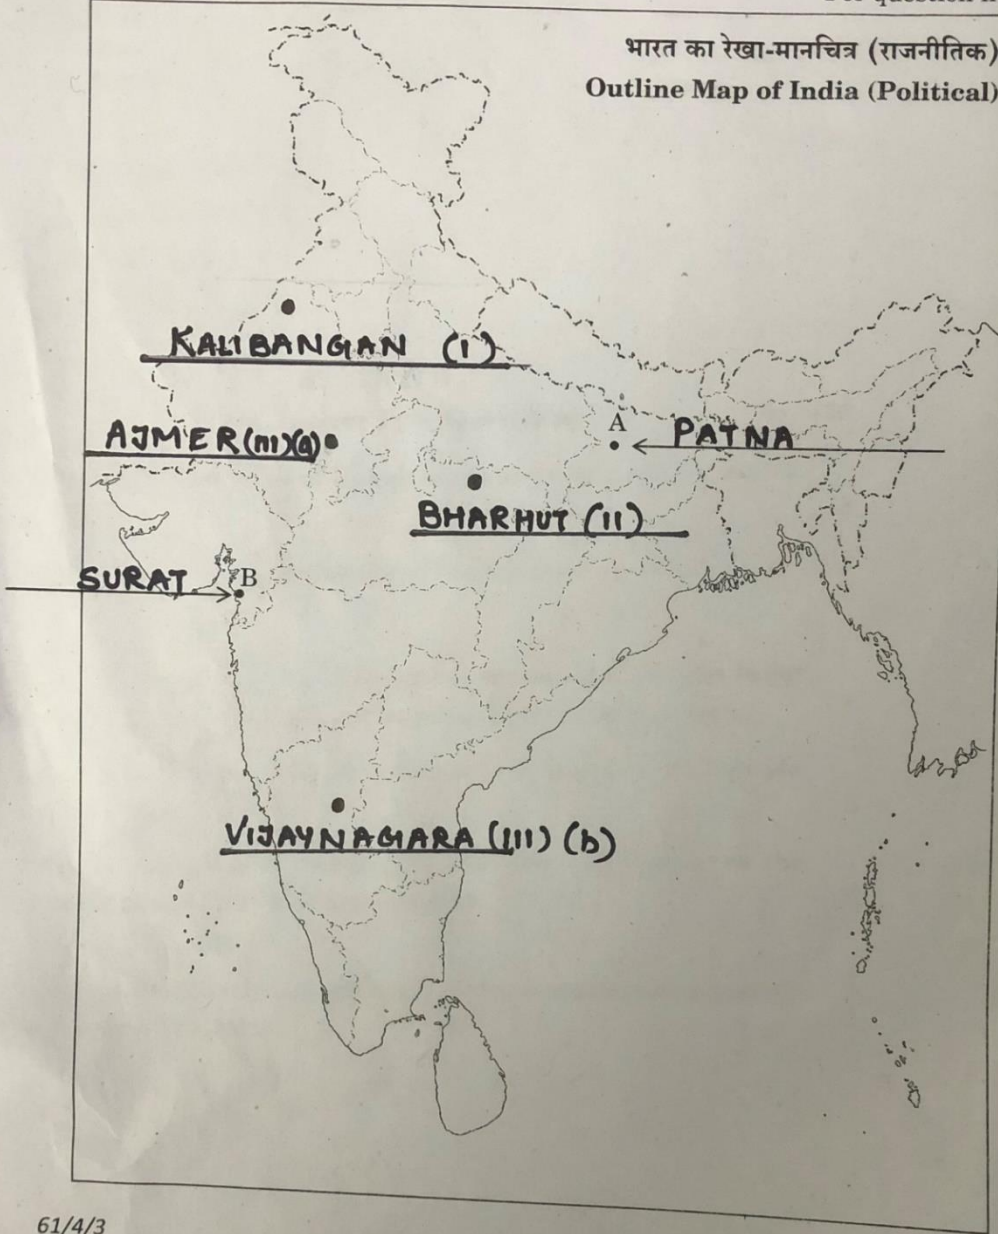 भारत का रेखा-मानचित्र (राजनीतिक)
Outline Map of India (Political)
KALIBANGAN (I)
A
AJMER(III)(a)
PATNA
BHARHUT (II)
SURAT
B
VIJAYNAGARA (III) (b)
61/4/3